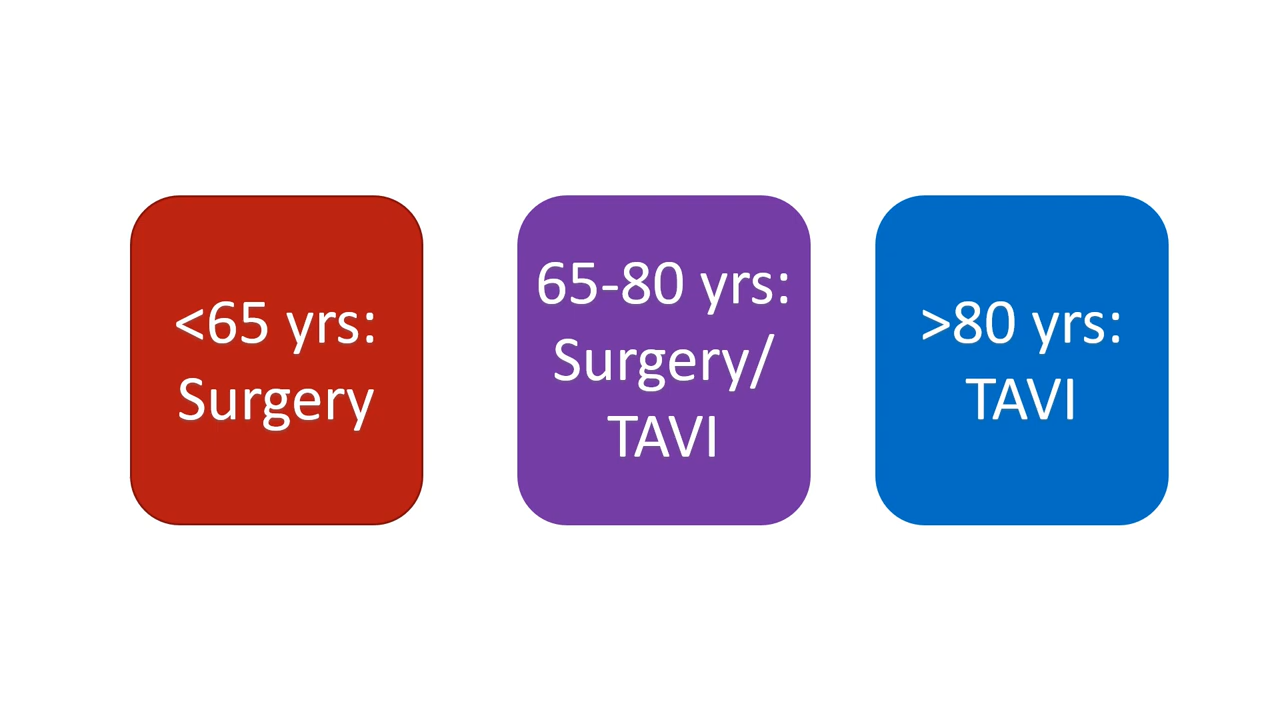 <65 yrs:
Surgery
65-80 yrs:
Surgery/
TAVI
>80 yrs:
TAVI